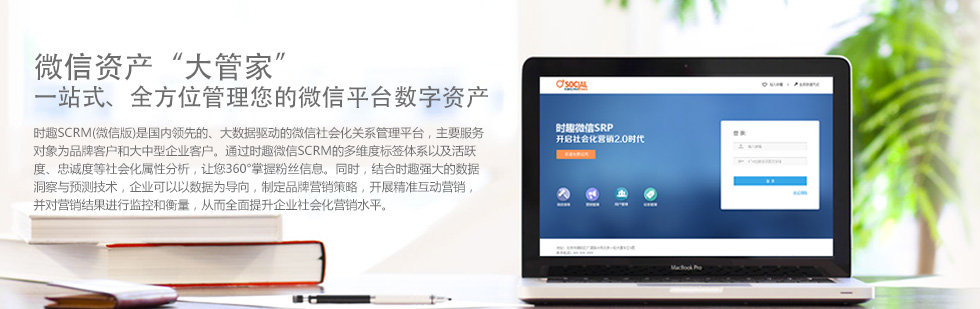 微信资产“大管家”
一站式、全方位管理您的微信平台数字资产
时趣SCRM(微信版)是国内领先的、大数据驱动的微信社会化关系管理平台，主要服务
对象为品牌客户和大中型企业客户。通过时趣微信SCRM的多维度标签体系以及活跃
度、忠诚度等社会化属性分析，让您360°掌握粉丝信息。同时，结合时趣强大的数据
洞察与预测技术，企业可以以数据为导向，制定品牌营销策略，开展精准互动营销，
并对营销结果进行监控和衡量，从而全面提升企业社会化营销水平。
SOCIAL
时趣微信SRP
开启社会化营销2.0时代
登录
MacBook Pro